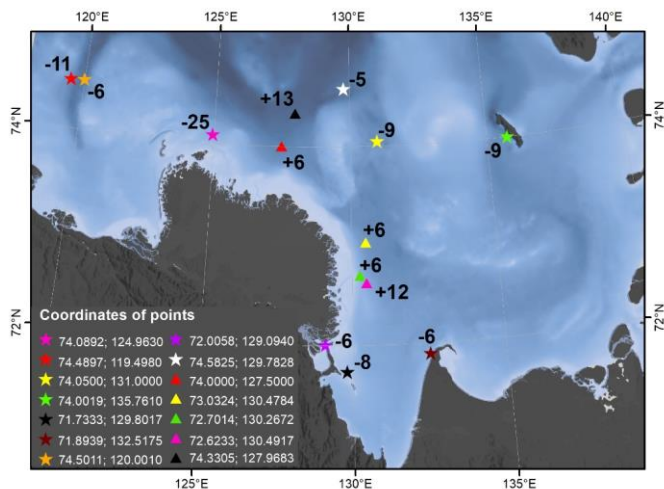 120°E
125°E
130°E
135°E
140°E
-11
-6
-5
+13
74°N
74°N
-25
-9
-9
+6
+6
+6
+12
72°N
72°N
Coordinates of points
-6
-6
-8
74.0892; 124.9630
72.0058; 129.0940
74.4897; 119.4980
74.5825; 129.7828
74.0500; 131.0000
74.0000; 127.5000
74.0019; 135.7610
73.0324; 130.4784
71.7333; 129.8017
72.7014; 130.2672
71.8939; 132.5175
72.6233; 130.4917
74.5011; 120.0010
74.3305; 127.9683
125°E
130°E
135°E